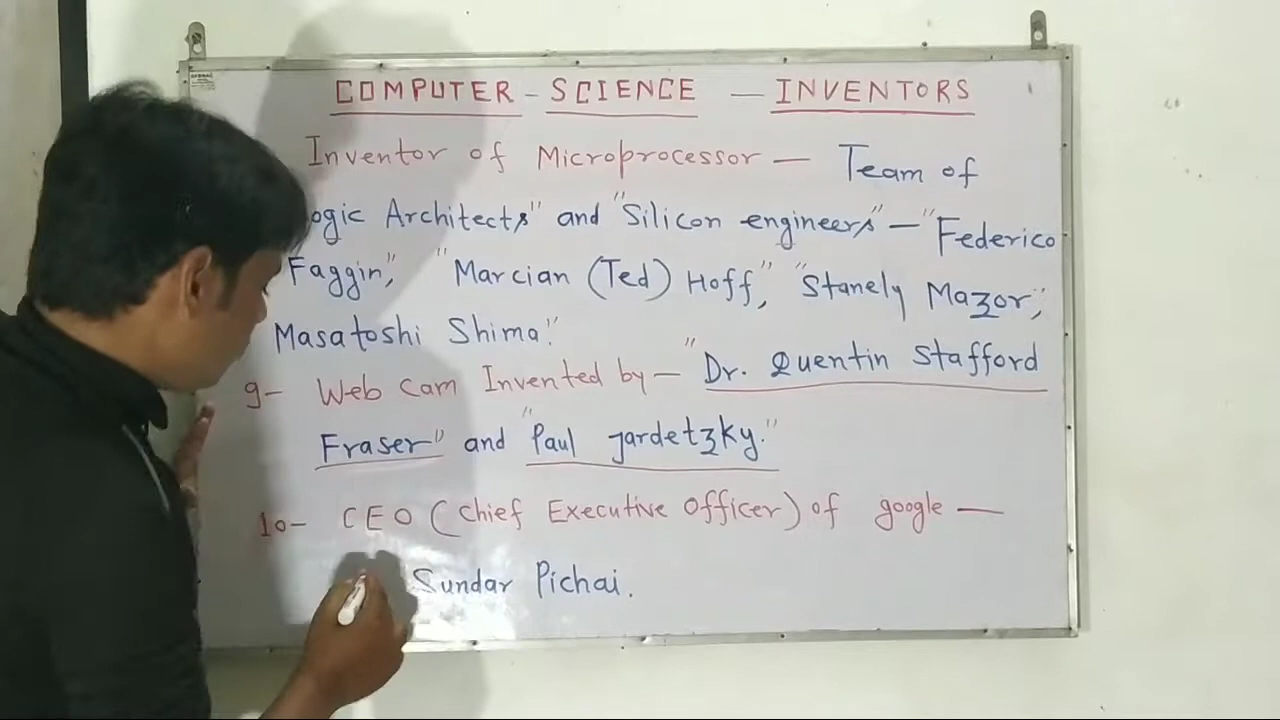 COMPUTER - SCIENCE - INVENTORS
Inventor of Microprocessor - Team of
ogic Architects" and "Silicon engineers" - "Federico
Faggin", "Marcian (Ted) Hoff", "Stanely Mazor",
Masatoshi Shima."
9- Web cam Invented by - "Dr. Quentin Stafford
Fraser" and "Paul jardetzky."
10- CEO (Chief Executive Officer) of google -
Sundar Pichai.